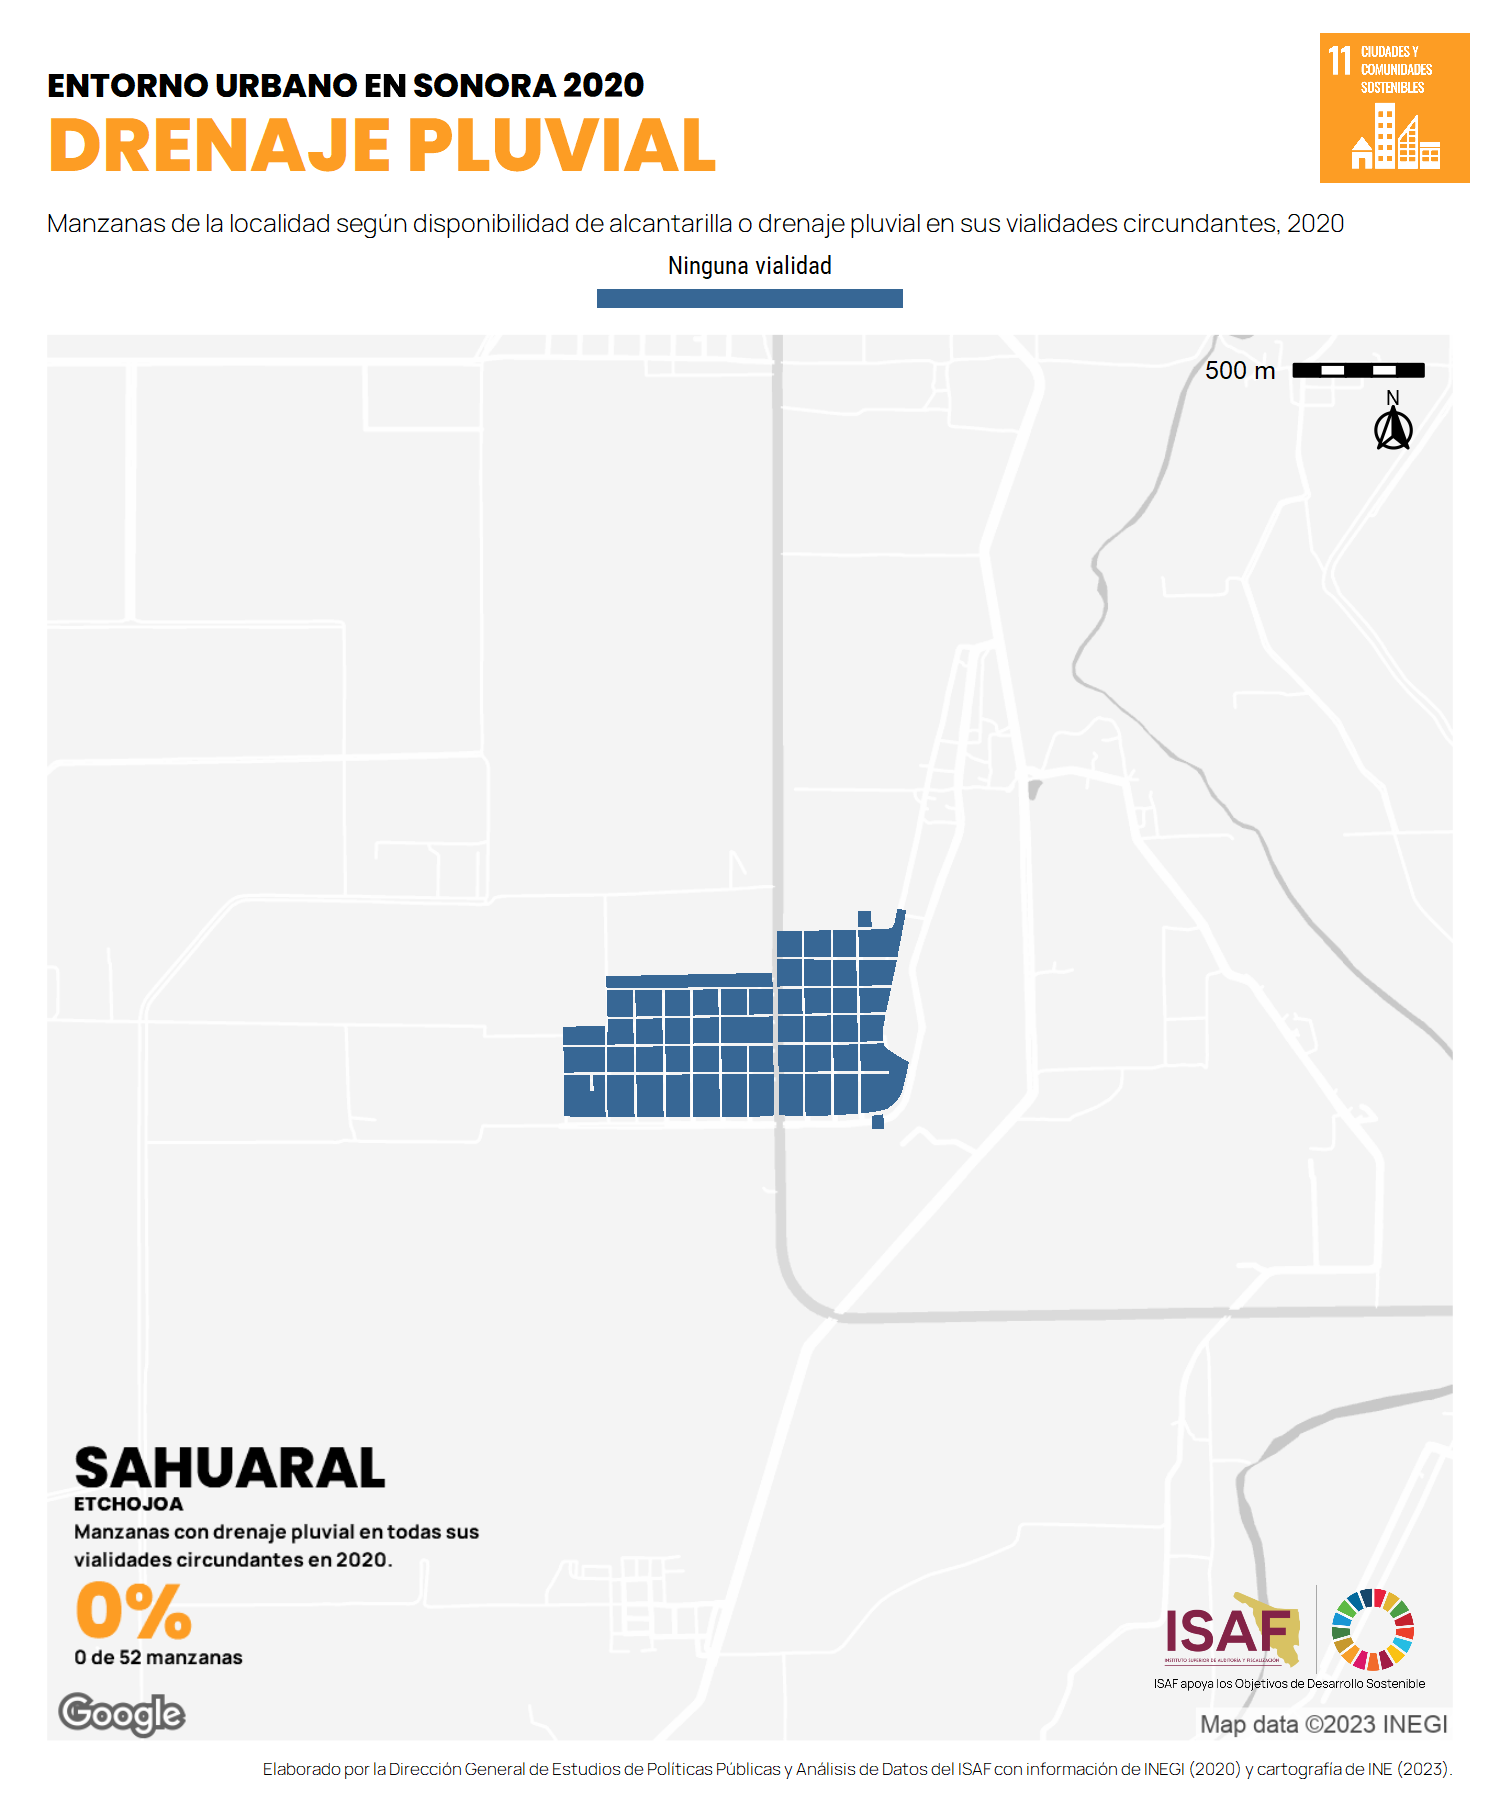 ENTORNO URBANO EN SONORA 2020
DRENAJE PLUVIAL
11 CIUDADES Y
COMUNIDADES
SOSTENIBLES
Manzanas de la localidad según disponibilidad de alcantarilla o drenaje pluvial en sus vialidades circundantes, 2020
Ninguna vialidad
500 m
N
SAHUARAL
ETCHOJOA
Manzanas con drenaje pluvial en todas sus
vialidades circundantes en 2020.
0%
0 de 52 manzanas
Google
ISAF
INSTITUTO SUPERIOR DE AUDITORÍA Y FISCALIZACIÓN
ISAF apoya los Objetivos de Desarrollo Sostenible
Map data ©2023 INEGI
Elaborado por la Dirección General de Estudios de Políticas Públicas y Análisis de Datos del ISAF con información de INEGI (2020) y cartografía de INE (2023).